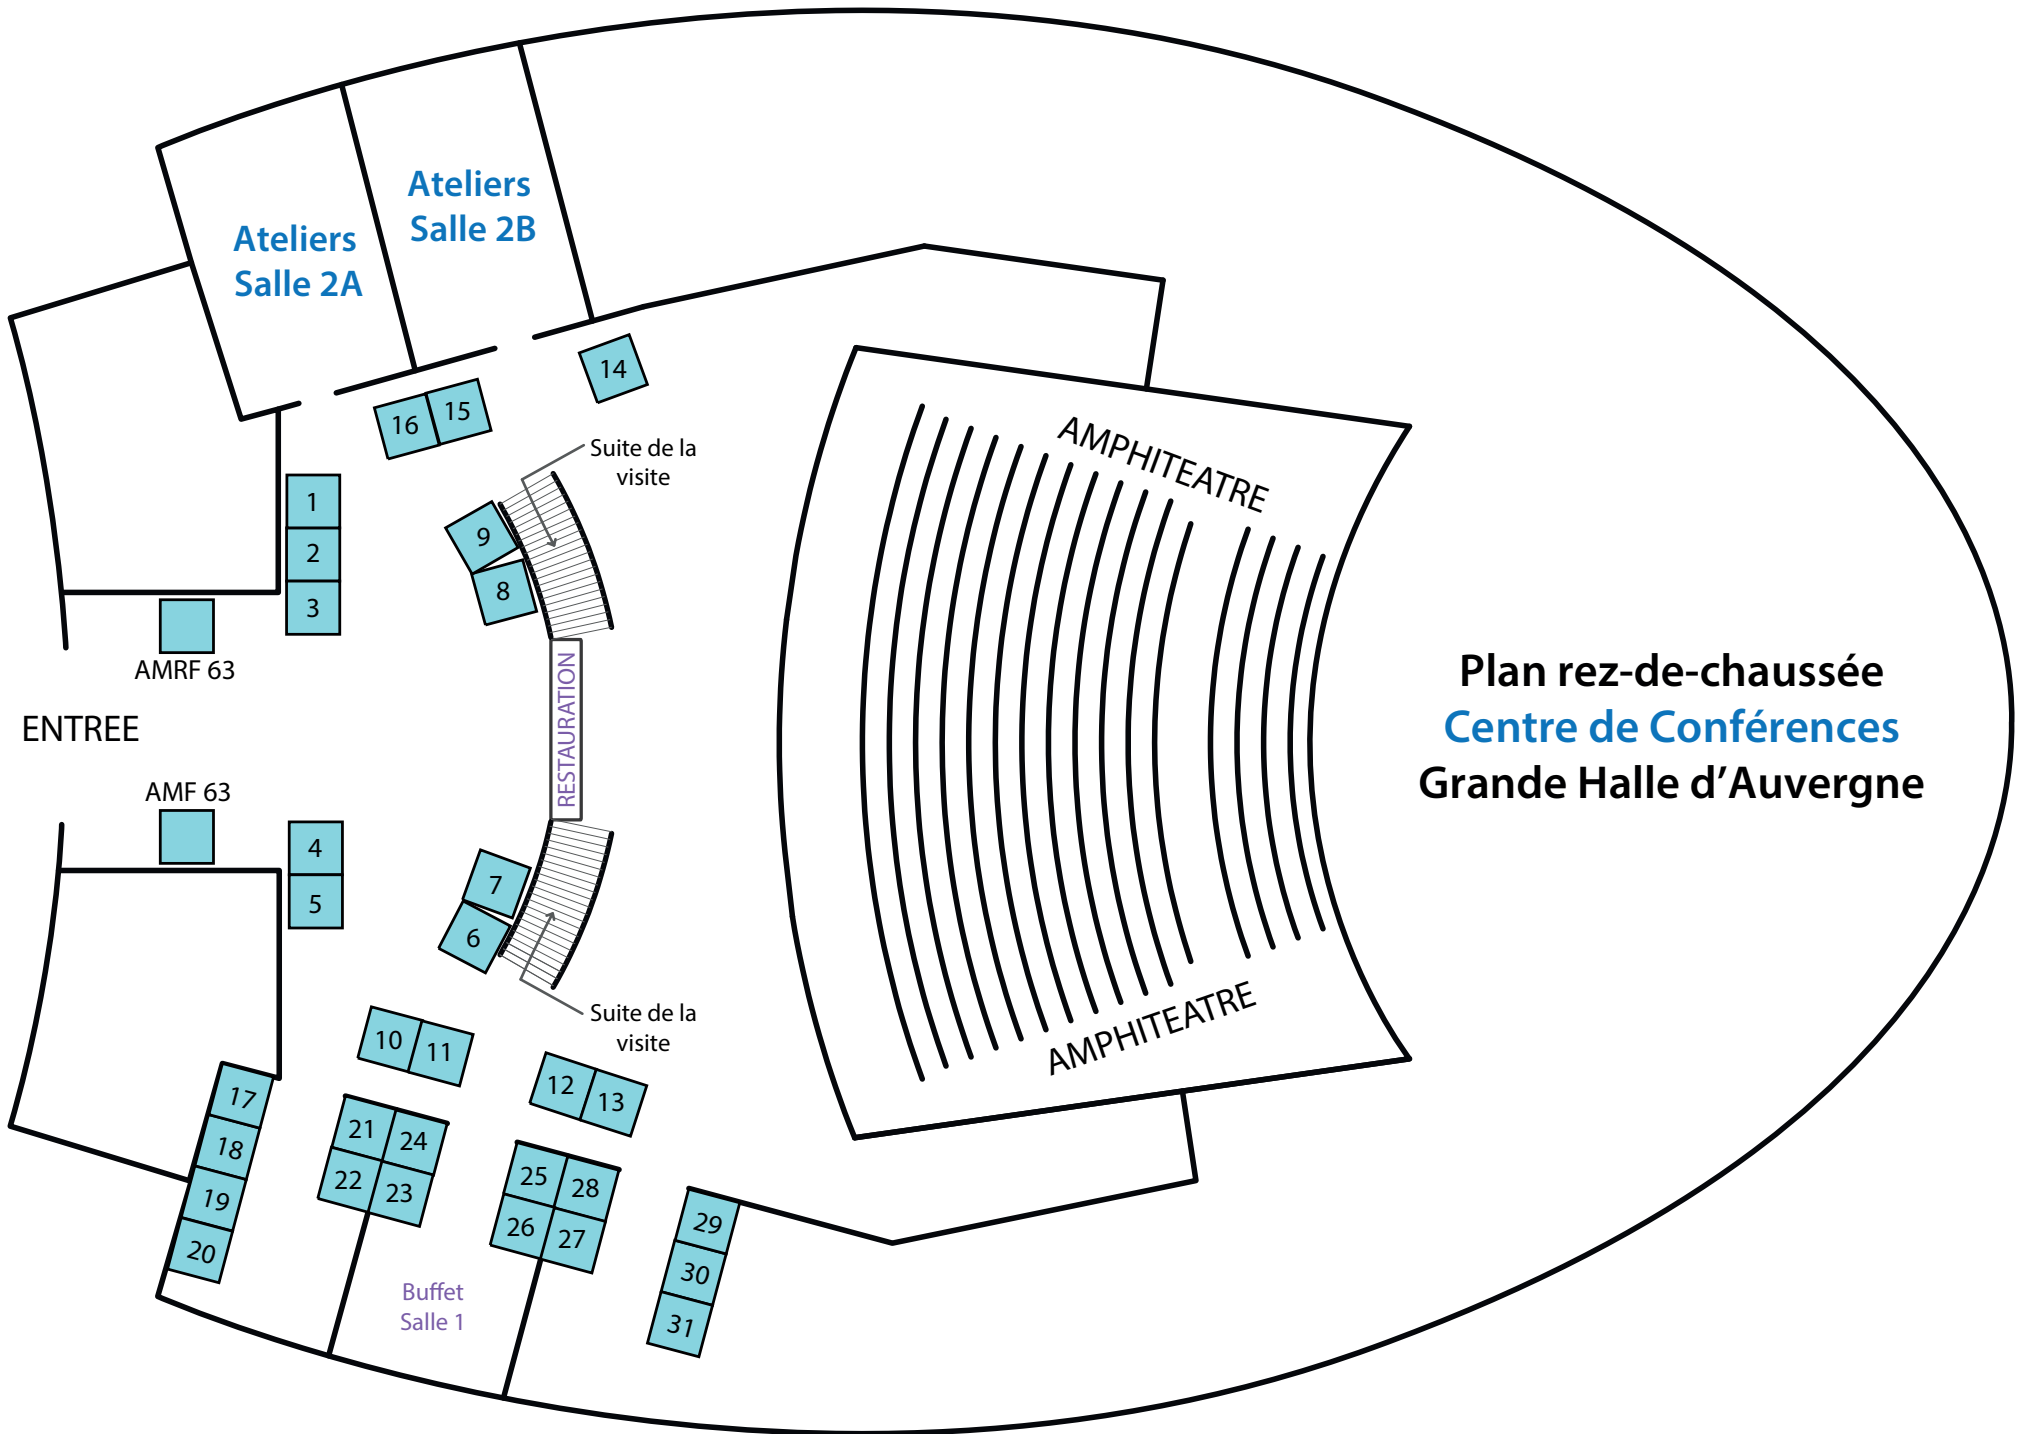 Ateliers
Salle 2A
Ateliers
Salle 2B
14
16
15
Suite de la
visite
1
2
3
9
8
AMRF 63
ENTREE
AMF 63
RESTAURATION
4
5
7
6
Suite de la
visite
10
11
12
13
17
18
19
20
21
24
22
23
25
28
26
27
29
30
31
Buffet
Salle 1
AMPHITEATRE
AMPHITEATRE
Plan rez-de-chaussée
Centre de Conférences
Grande Halle d’Auvergne